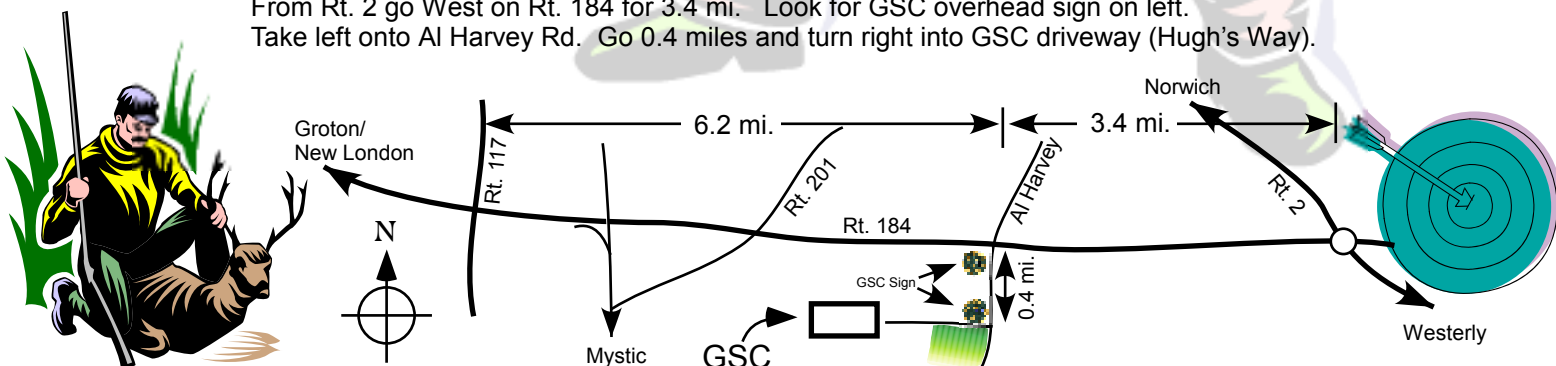 From Rt. 2 go West on Rt. 184 for 3.4 mi.   Look for GSC overhead sign on left.
Take left onto Al Harvey Rd.  Go 0.4 miles and turn right into GSC driveway (Hugh's Way).
Norwich
6.2 mi.
3.4 mi.
Groton/
New London
Rt. 117
Rt. 201
Al Harvey
Rt. 2
N
Rt. 184
GSC Sign
0.4 mi.
Westerly
Mystic
GSC